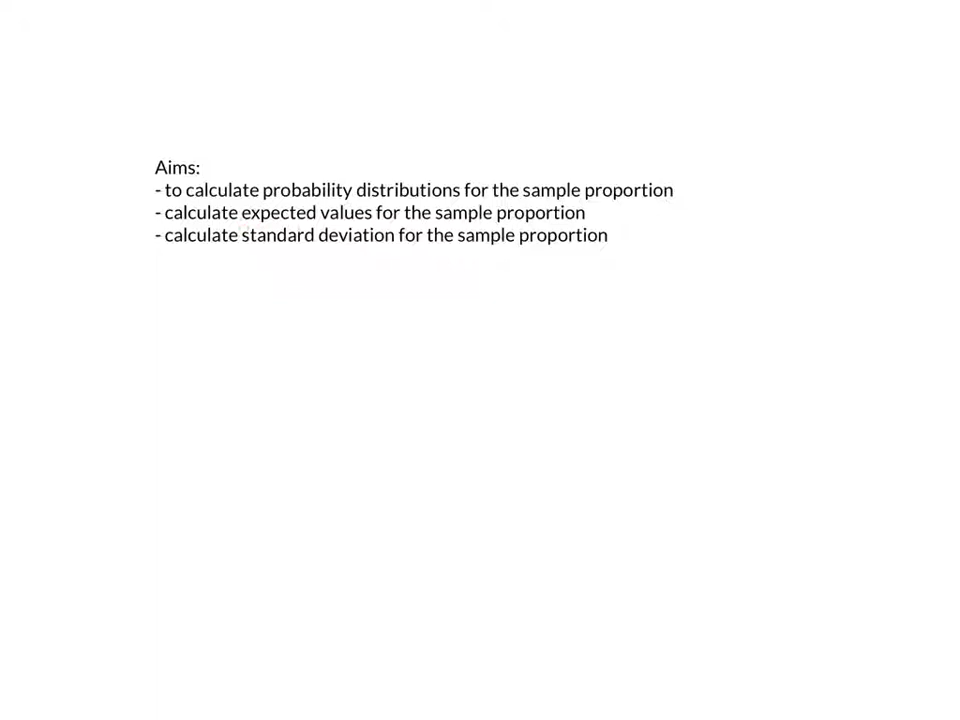 Aims:
- to calculate probability distributions for the sample proportion
- calculate expected values for the sample proportion
- calculate standard deviation for the sample proportion